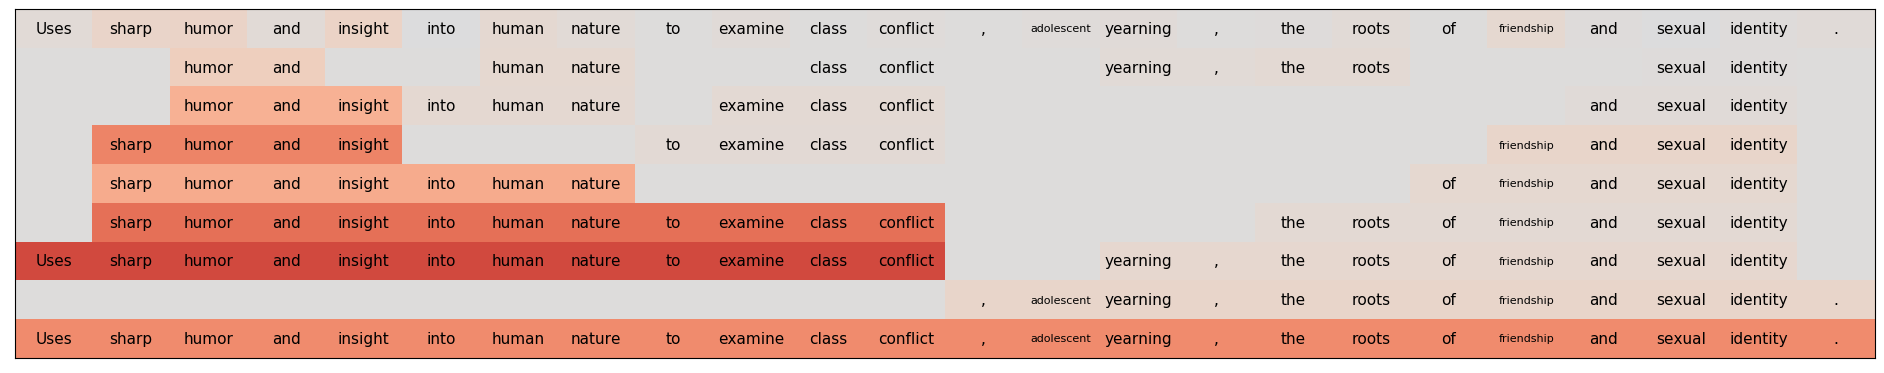 Uses sharp humor and insight into human nature to examine class conflict , adolescent yearning , the roots of friendship and sexual identity .
humor and human nature class conflict yearning , the roots sexual identity
humor and insight into human nature examine class conflict and sexual identity
sharp humor and insight to examine class conflict friendship and sexual identity
sharp humor and insight into human nature of friendship and sexual identity
sharp humor and insight into human nature to examine class conflict the roots of friendship and sexual identity
Uses sharp humor and insight into human nature to examine class conflict yearning , the roots of friendship and sexual identity
, adolescent yearning , the roots of friendship and sexual identity .
Uses sharp humor and insight into human nature to examine class conflict , adolescent yearning , the roots of friendship and sexual identity .